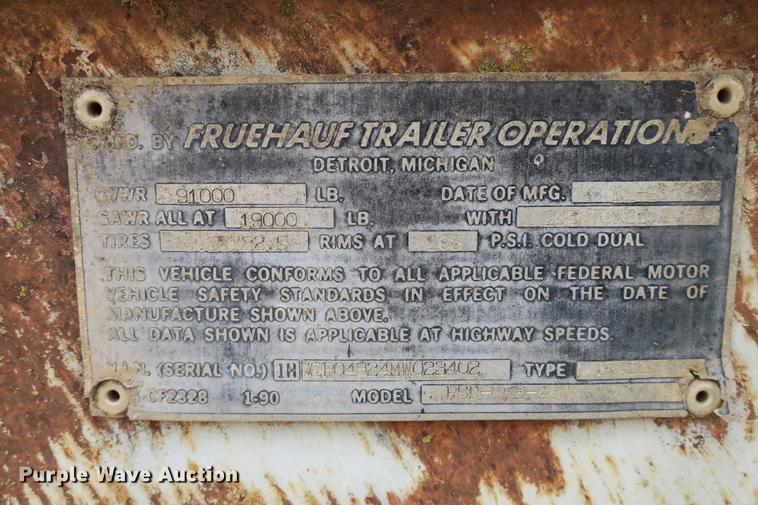 MFD. BY FRUEHAUF TRAILER OPERATIONS
DETROIT, MICHIGAN
GVWR 91000 LB. DATE OF MFG.
GAWR ALL AT 19000 LB. WITH
TIRES RIMS AT P.S.I. COLD DUAL
THIS VEHICLE CONFORMS TO ALL APPLICABLE FEDERAL MOTOR
VEHICLE SAFETY STANDARDS IN EFFECT ON THE DATE OF
MANUFACTURE SHOWN ABOVE.
ALL DATA SHOWN IS APPLICABLE AT HIGHWAY SPEEDS.
V.I.N. (SERIAL NO.) 1H TYPE
CF2828 1-90 MODEL
Purple Wave Auction